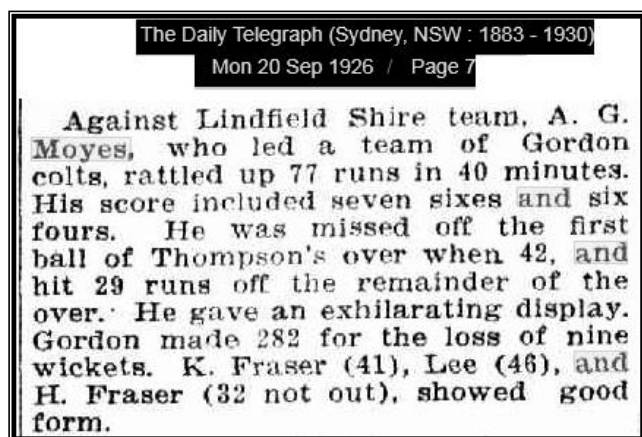 The Daily Telegraph (Sydney, NSW : 1883 - 1930)
Mon 20 Sep 1926 / Page 7
Against Lindfield Shire team, A. G.
Moyes, who led a team of Gordon
colts, rattled up 77 runs in 40 minutes.
His score included seven sixes and six
fours. He was missed off the first
ball of Thompson's over when 42, and
hit 29 runs off the remainder of the
over. He gave an exhilarating display.
Gordon made 282 for the loss of nine
wickets. K. Fraser (41), Lee (46), and
H. Fraser (32 not out), showed good
form.